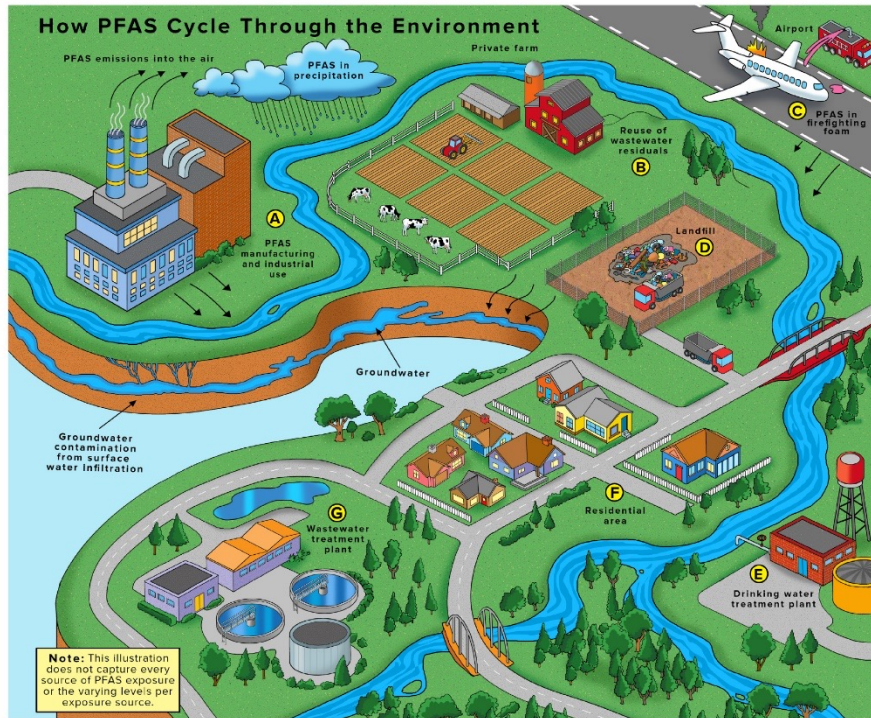 How PFAS Cycle Through the Environment
PFAS emissions into the air
PFAS in
precipitation
Private farm
Airport
C
PFAS in
firefighting
foam
Reuse of
wastewater
residuals
B
A
PFAS
manufacturing
and industrial
use
Landfill
D
Groundwater
Groundwater
contamination
from surface
water infiltration
F
Residential
area
G
Wastewater
treatment
plant
E
Drinking water
treatment plant
Note: This illustration
does not capture every
source of PFAS exposure
or the varying levels per
exposure source.